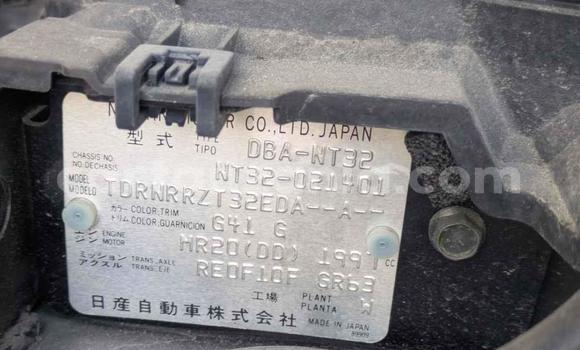 CO.,LTD.JAPAN
型式 TYPE TIPO DBA-NT32
CHASSIS NO. NO.DECHASIS NT32-021401
MODEL MODELO TDRNRRZT32EDA--A--
カラー COLOR;TRIM トリム COLOR;GUARNICION G41 G
エンジン ENGINE MOTOR HR20(DD) 1997 CC
ミッション TRANS.AXLE アクスル TRANS.EJE RE0F10F GR63
工場 PLANT PLANTA W
日産自動車株式会社 MADE IN JAPAN